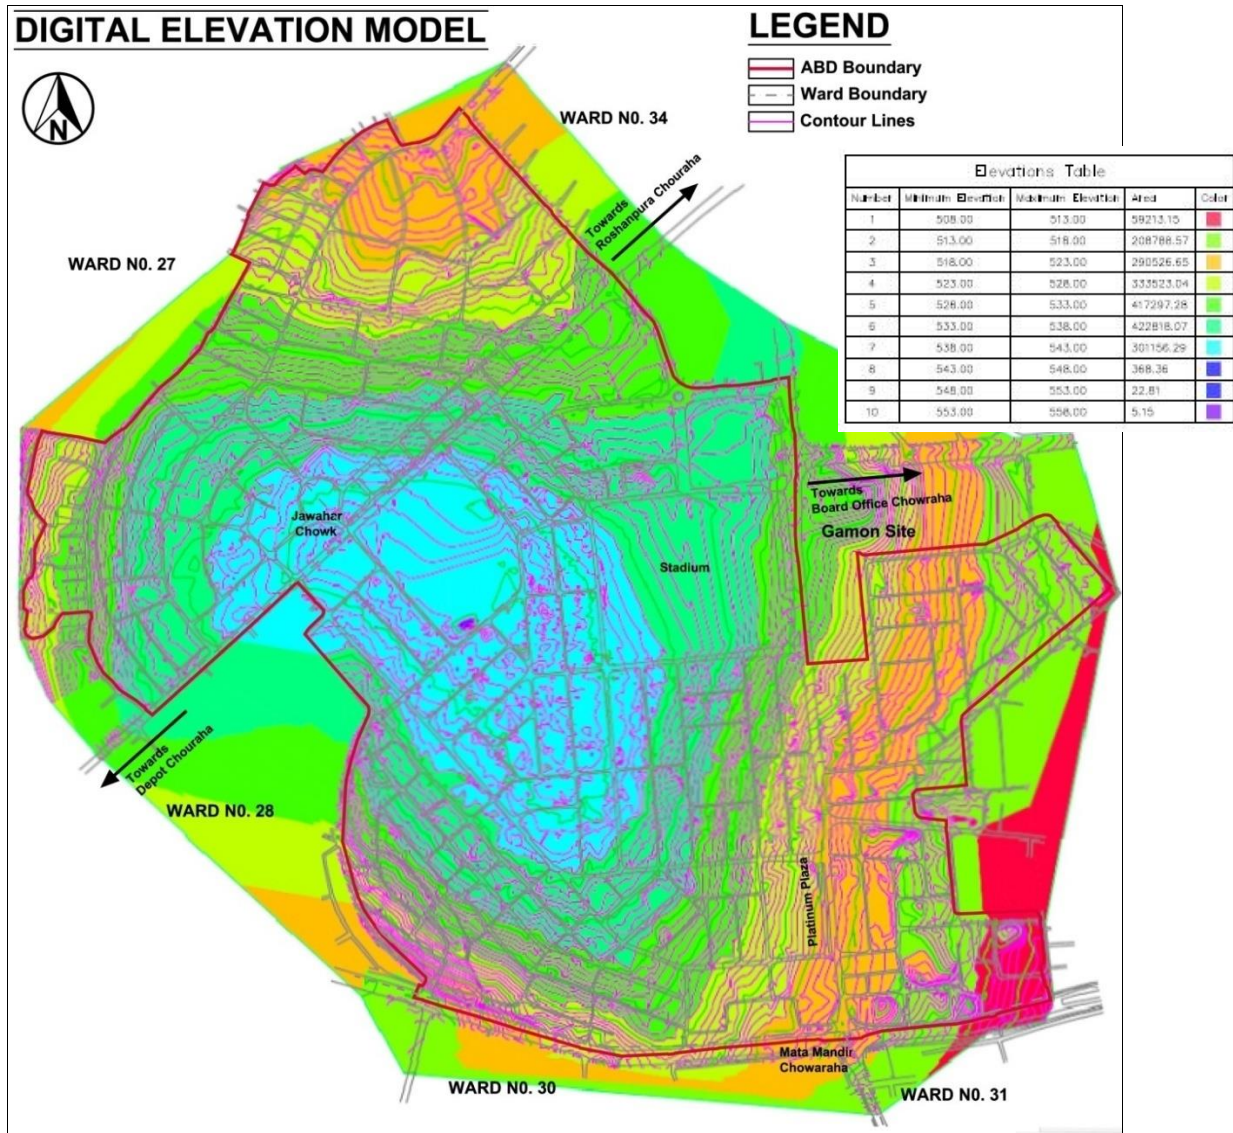 DIGITAL ELEVATION MODEL
LEGEND
ABD Boundary
Ward Boundary
Contour Lines
N
WARD N0. 34
Towards
Roshanpura Chouraha
WARD N0. 27
Elevations Table
Number Minimum Elevation Maximum Elevation Area Color
1 508.00 513.00 59213.15
2 513.00 518.00 208788.57
3 518.00 523.00 290526.65
4 523.00 528.00 333523.04
5 528.00 533.00 417297.28
6 533.00 538.00 422818.07
7 538.00 543.00 301156.29
8 543.00 548.00 368.36
9 548.00 553.00 22.81
10 553.00 558.00 5.15
Towards
Board Office Chowraha
Gamon Site
Jawaher
Chowk
Stadium
Towards
Depot Chouraha
WARD N0. 28
Platinum Plaza
Mata Mandir
Chowaraha
WARD N0. 30
WARD N0. 31